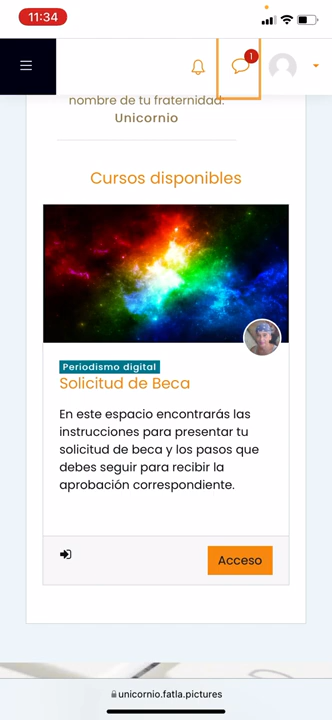 11:34
1
nombre de tu fraternidad:
Unicornio
Cursos disponibles
Periodismo digital
Solicitud de Beca
En este espacio encontrarás las
instrucciones para presentar tu
solicitud de beca y los pasos que
debes seguir para recibir la
aprobación correspondiente.
Acceso
unicornio.fatla.pictures